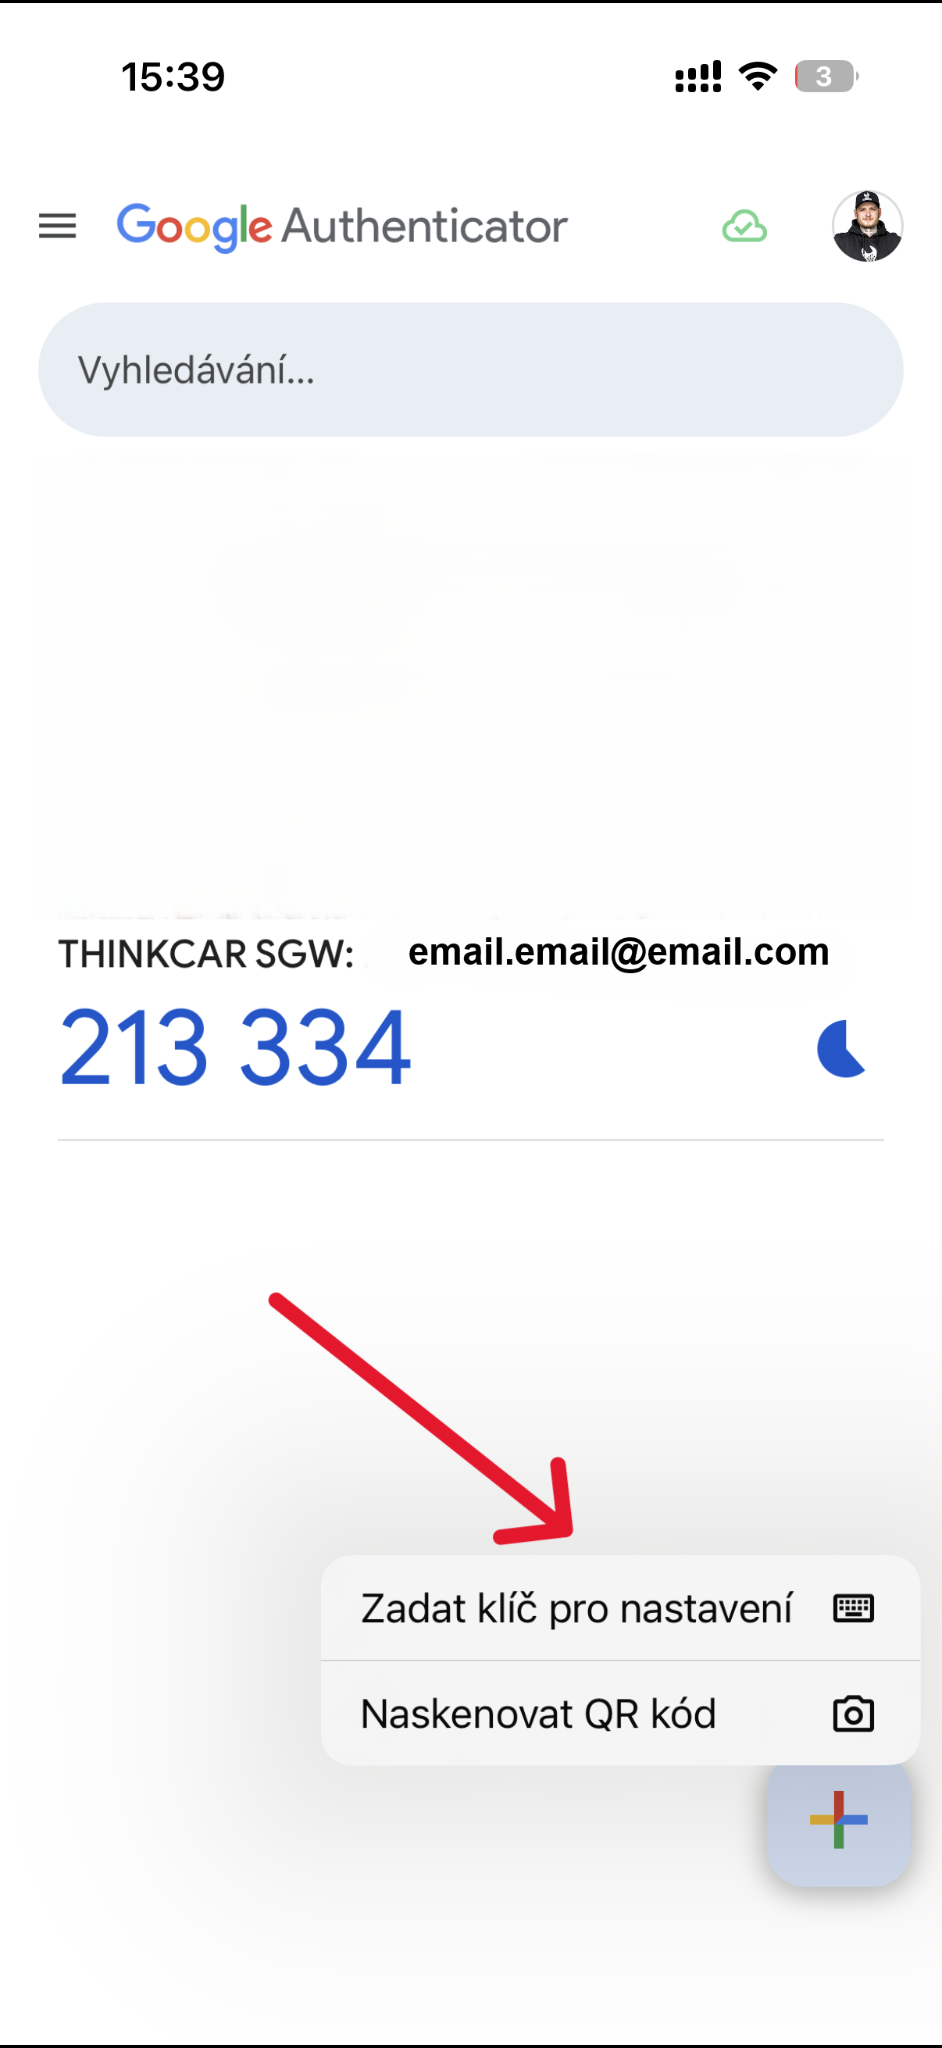 15:39
3
Google Authenticator
Vyhledávání...
THINKCAR SGW: email.email@email.com
213 334
Zadat klíč pro nastavení
Naskenovat QR kód